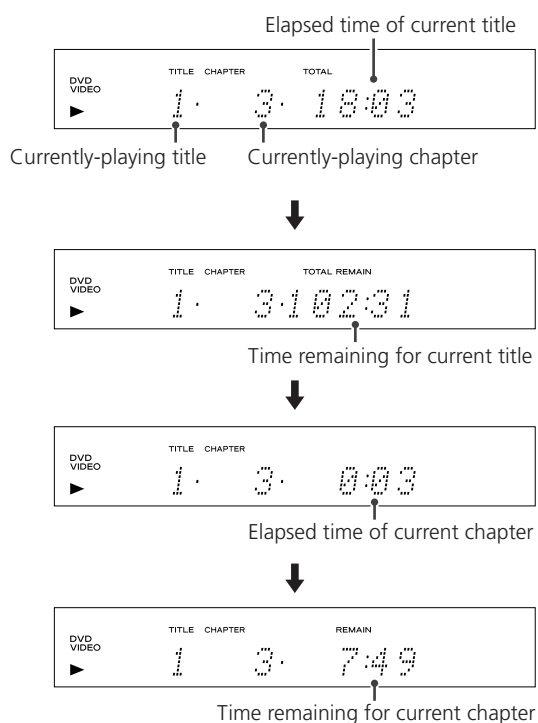 Elapsed time of current title
DVD VIDEO
TITLE CHAPTER TOTAL
1· 3· 18:03
Currently-playing title Currently-playing chapter
DVD VIDEO
TITLE CHAPTER TOTAL REMAIN
1· 3·102:31
Time remaining for current title
DVD VIDEO
TITLE CHAPTER
1· 3· 0:03
Elapsed time of current chapter
DVD VIDEO
TITLE CHAPTER REMAIN
1 3· 7:49
Time remaining for current chapter